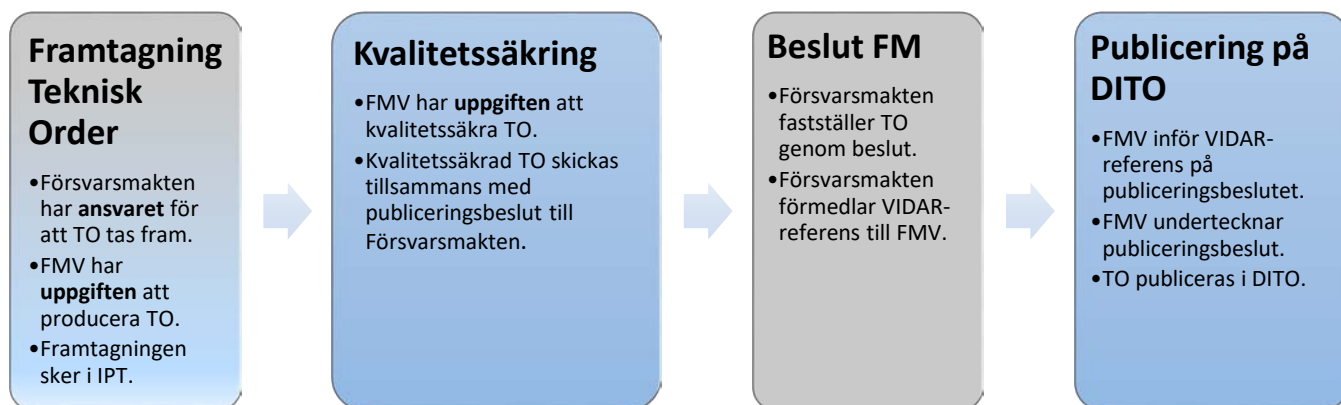 Framtagning
Teknisk
Order
•Försvarsmakten
har ansvaret för
att TO tas fram.
•FMV har
uppgiften att
producera TO.
•Framtagningen
sker i IPT.
Kvalitetssäkring
•FMV har uppgiften att
kvalitetssäkra TO.
•Kvalitetssäkrad TO skickas
tillsammans med
publiceringsbeslut till
Försvarsmakten.
Beslut FM
•Försvarsmakten
fastställer TO
genom beslut.
•Försvarsmakten
förmedlar VIDAR-
referens till FMV.
Publicering på
DITO
•FMV inför VIDAR-
referens på
publiceringsbeslutet.
•FMV undertecknar
publiceringsbeslut.
•TO publiceras i DITO.